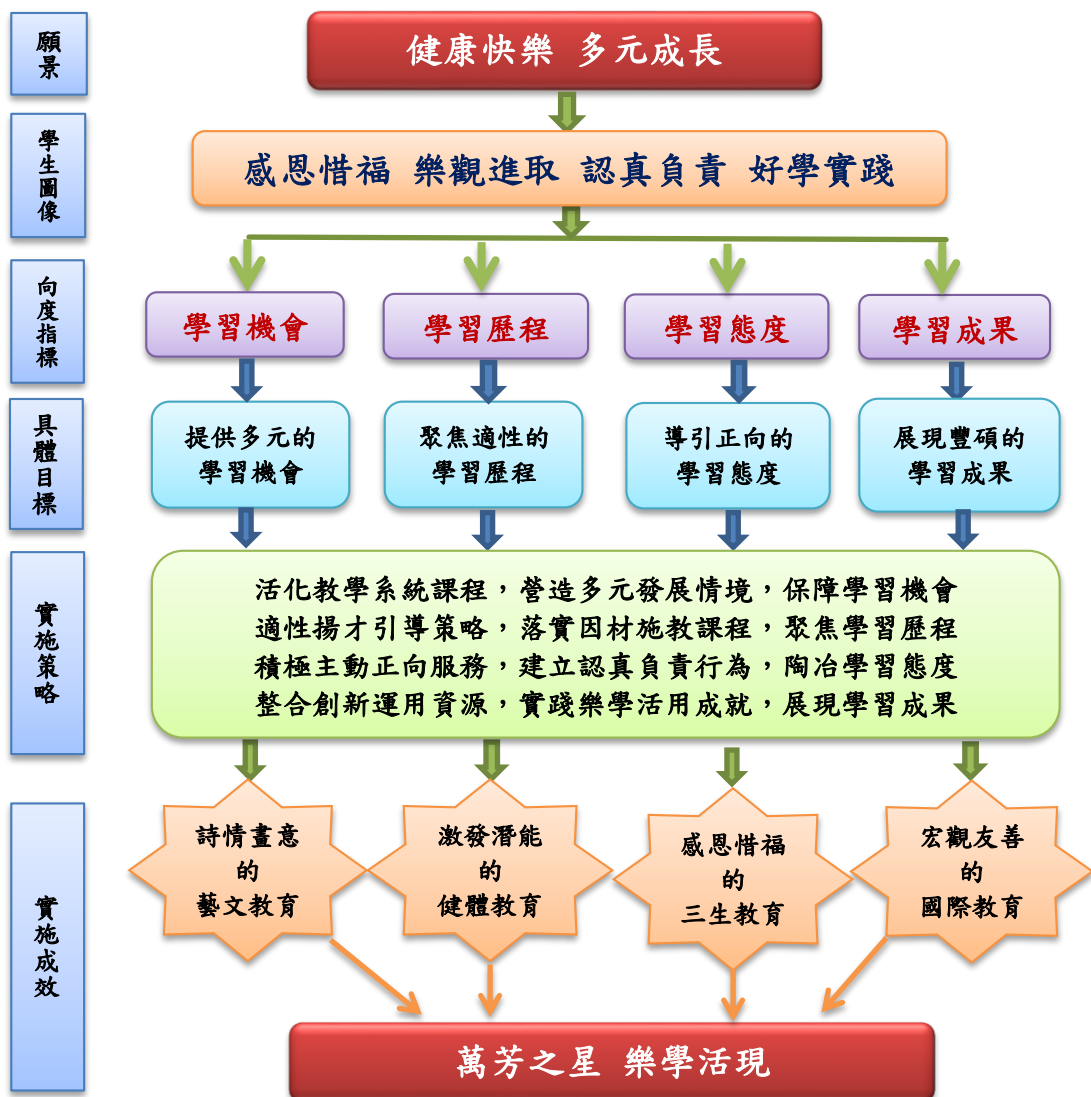 願景
健康快樂 多元成長
學生圖像
感恩惜福 樂觀進取 認真負責 好學實踐
向度指標
學習機會
學習歷程
學習態度
學習成果
具體目標
提供多元的
學習機會
聚焦適性的
學習歷程
導引正向的
學習態度
展現豐碩的
學習成果
實施策略
活化教學系統課程，營造多元發展情境，保障學習機會
適性揚才引導策略，落實因材施教課程，聚焦學習歷程
積極主動正向服務，建立認真負責行為，陶冶學習態度
整合創新運用資源，實踐樂學活用成就，展現學習成果
實施成效
詩情畫意
的
藝文教育
激發潛能
的
健體教育
感恩惜福
的
三生教育
宏觀友善
的
國際教育
萬芳之星 樂學活現